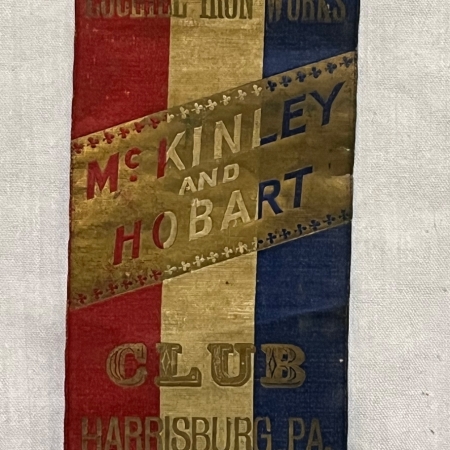 IRON WORKS
McKINLEY
AND
HOBART
CLUB
HARRISBURG PA.